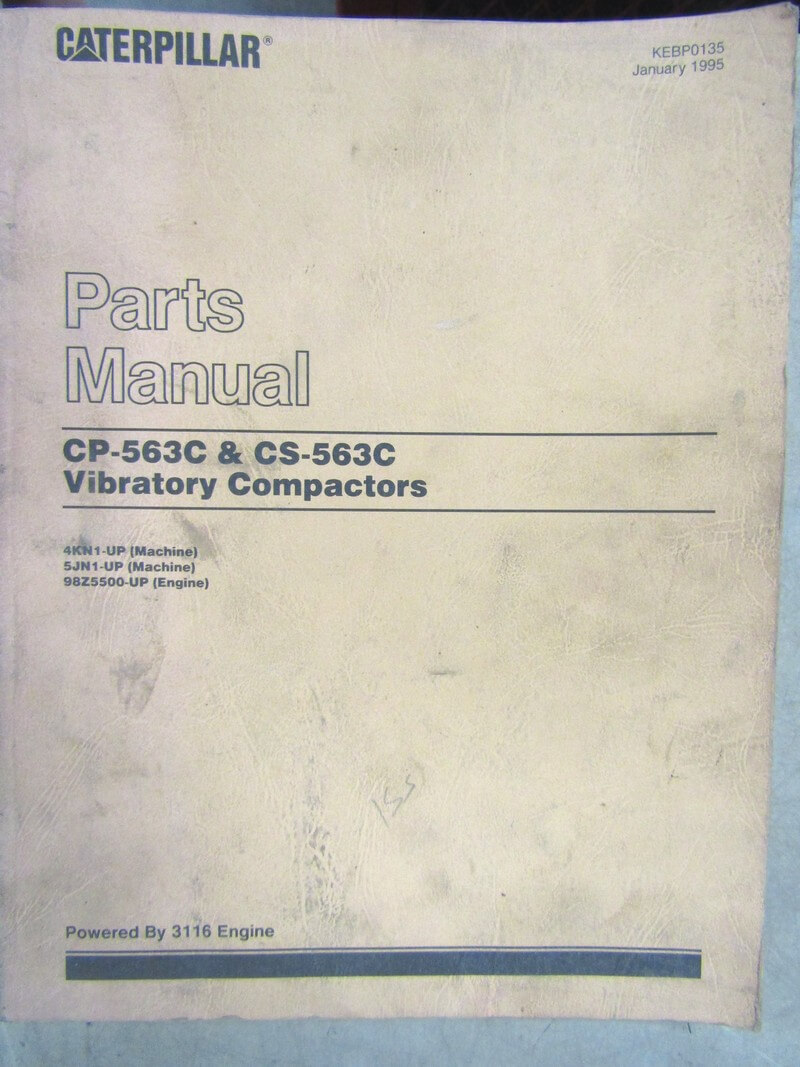 CATERPILLAR®
KEBP0135
January 1995
Parts
Manual
CP-563C & CS-563C
Vibratory Compactors
4KN1-UP (Machine)
5JN1-UP (Machine)
98Z5500-UP (Engine)
Powered By 3116 Engine